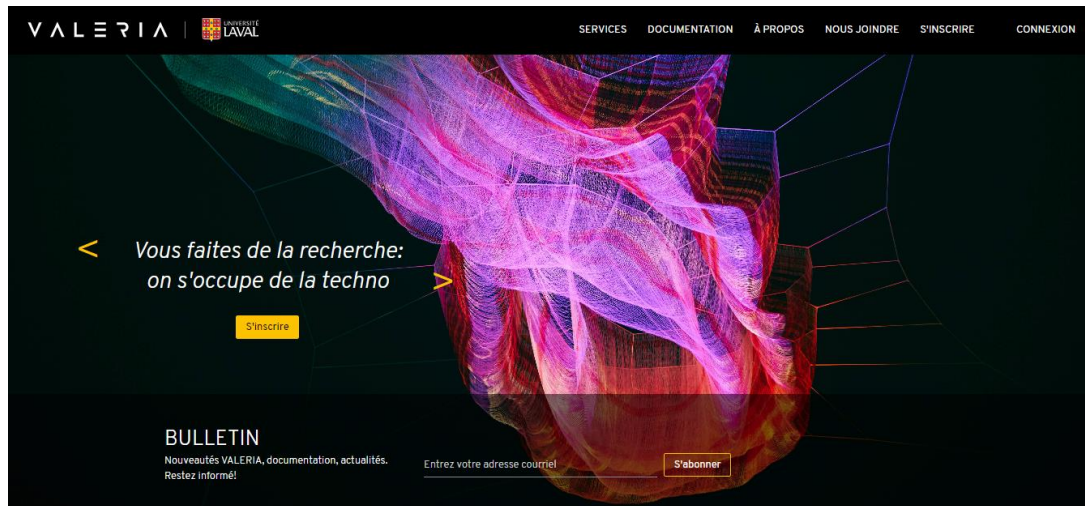 VALERIA
UNIVERSITÉ
LAVAL
SERVICES DOCUMENTATION À PROPOS NOUS JOINDRE S'INSCRIRE CONNEXION
< Vous faites de la recherche:
on s'occupe de la techno >
S'inscrire
BULLETIN
Nouveautés VALERIA, documentation, actualités.
Restez informé!
Entrez votre adresse courriel
S'abonner